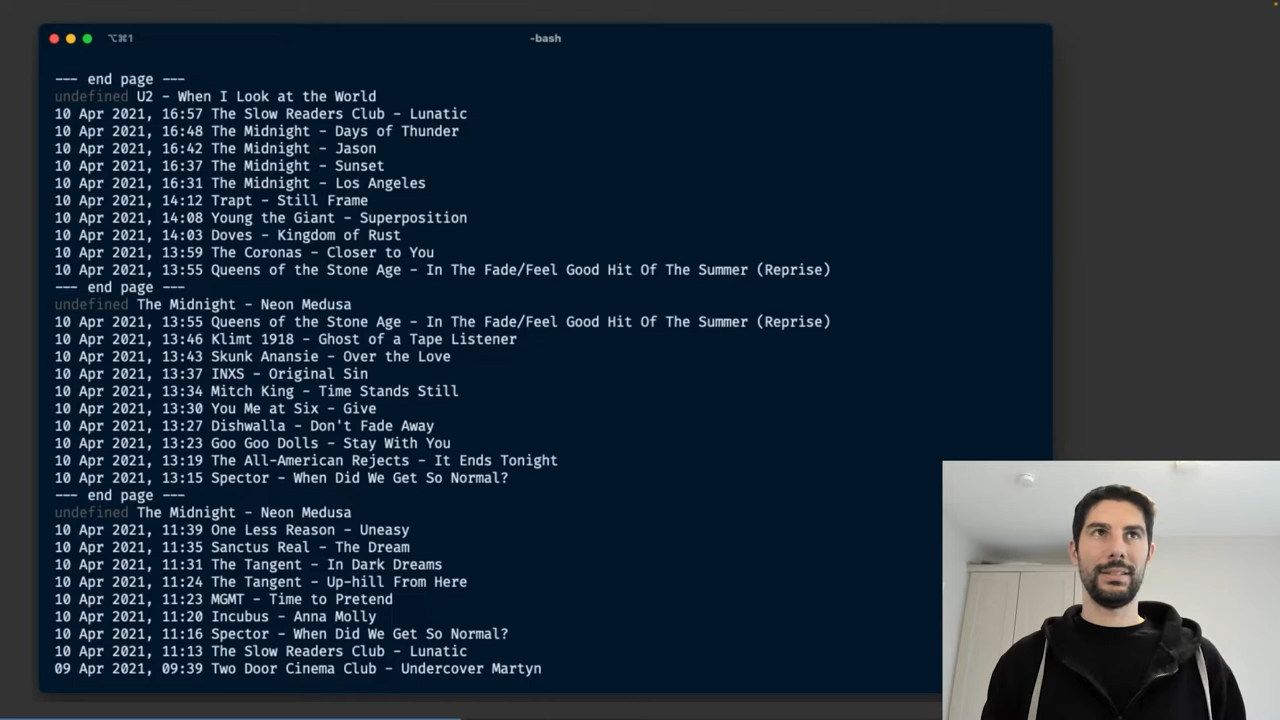 ⌥⌘1
-bash
--- end page ---
undefined U2 - When I Look at the World
10 Apr 2021, 16:57 The Slow Readers Club - Lunatic
10 Apr 2021, 16:48 The Midnight - Days of Thunder
10 Apr 2021, 16:42 The Midnight - Jason
10 Apr 2021, 16:37 The Midnight - Sunset
10 Apr 2021, 16:31 The Midnight - Los Angeles
10 Apr 2021, 14:12 Trapt - Still Frame
10 Apr 2021, 14:08 Young the Giant - Superposition
10 Apr 2021, 14:03 Doves - Kingdom of Rust
10 Apr 2021, 13:59 The Coronas - Closer to You
10 Apr 2021, 13:55 Queens of the Stone Age - In The Fade/Feel Good Hit Of The Summer (Reprise)
--- end page ---
undefined The Midnight - Neon Medusa
10 Apr 2021, 13:55 Queens of the Stone Age - In The Fade/Feel Good Hit Of The Summer (Reprise)
10 Apr 2021, 13:46 Klimt 1918 - Ghost of a Tape Listener
10 Apr 2021, 13:43 Skunk Anansie - Over the Love
10 Apr 2021, 13:37 INXS - Original Sin
10 Apr 2021, 13:34 Mitch King - Time Stands Still
10 Apr 2021, 13:30 You Me at Six - Give
10 Apr 2021, 13:27 Dishwalla - Don't Fade Away
10 Apr 2021, 13:23 Goo Goo Dolls - Stay With You
10 Apr 2021, 13:19 The All-American Rejects - It Ends Tonight
10 Apr 2021, 13:15 Spector - When Did We Get So Normal?
--- end page ---
undefined The Midnight - Neon Medusa
10 Apr 2021, 11:39 One Less Reason - Uneasy
10 Apr 2021, 11:35 Sanctus Real - The Dream
10 Apr 2021, 11:31 The Tangent - In Dark Dreams
10 Apr 2021, 11:24 The Tangent - Up-hill From Here
10 Apr 2021, 11:23 MGMT - Time to Pretend
10 Apr 2021, 11:20 Incubus - Anna Molly
10 Apr 2021, 11:16 Spector - When Did We Get So Normal?
10 Apr 2021, 11:13 The Slow Readers Club - Lunatic
09 Apr 2021, 09:39 Two Door Cinema Club - Undercover Martyn